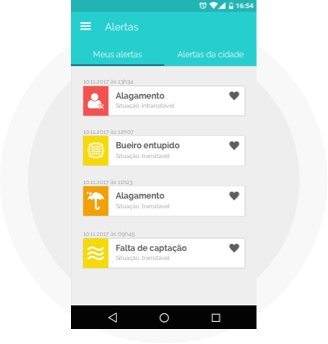 16:54
Alertas
Meus alertas
Alertas da cidade
10.11.2017 às 13h34
Alagamento
Situação: intransitável
10.11.2017 às 12h07
Bueiro entupido
Situação: transitável
10.11.2017 às 11h23
Alagamento
Situação: transitável
10.11.2017 às 09h45
Falta de captação
Situação: transitável